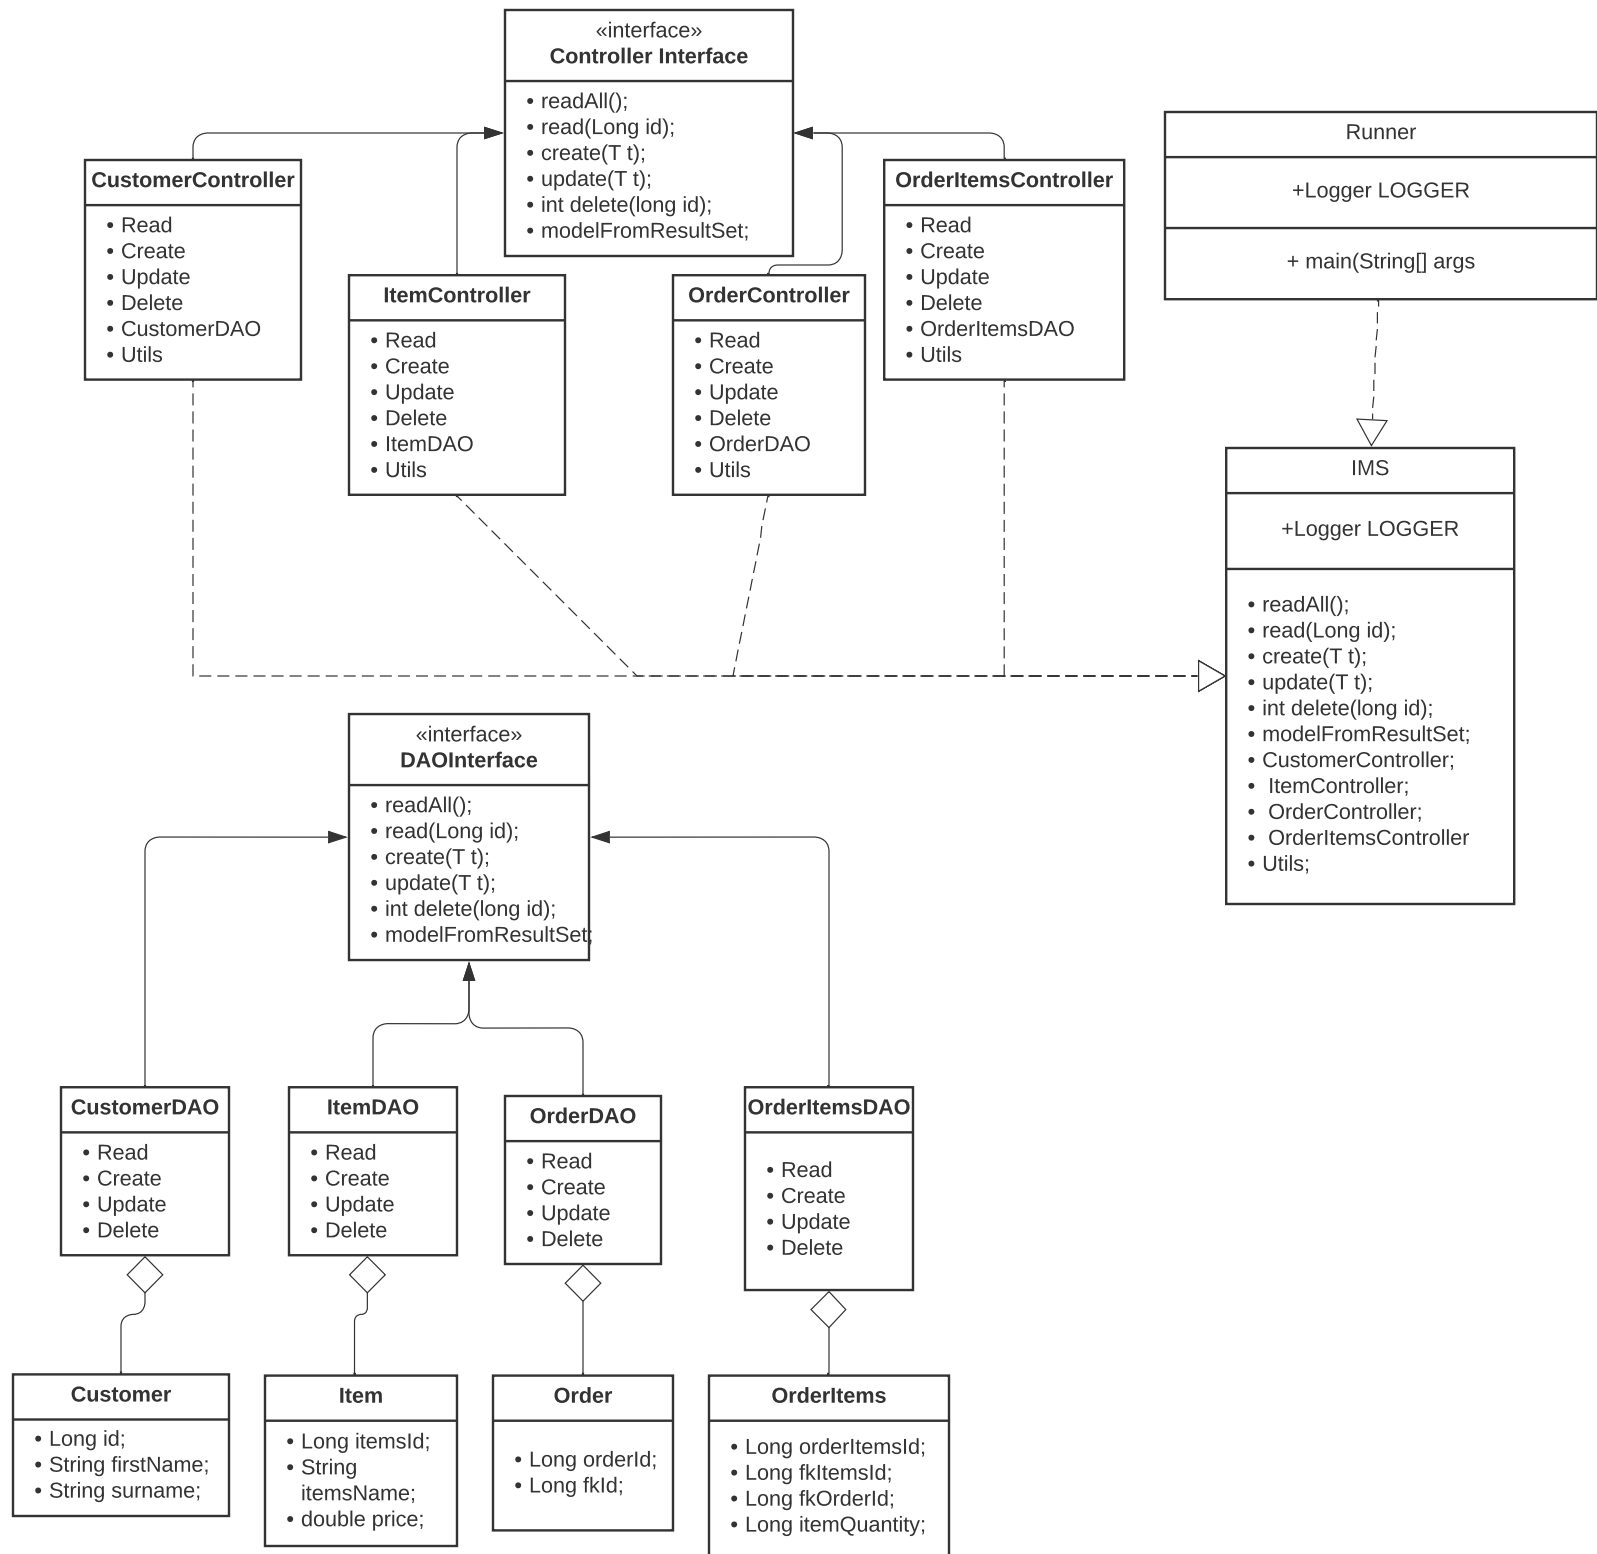 «interface»
Controller Interface
• readAll();
• read(Long id);
• create(T t);
• update(T t);
• int delete(long id);
• modelFromResultSet;
CustomerController
• Read
• Create
• Update
• Delete
• CustomerDAO
• Utils
ItemController
• Read
• Create
• Update
• Delete
• ItemDAO
• Utils
OrderController
• Read
• Create
• Update
• Delete
• OrderDAO
• Utils
OrderItemsController
• Read
• Create
• Update
• Delete
• OrderItemsDAO
• Utils
Runner
+Logger LOGGER
+ main(String[] args
IMS
+Logger LOGGER
• readAll();
• read(Long id);
• create(T t);
• update(T t);
• int delete(long id);
• modelFromResultSet;
• CustomerController;
• ItemController;
• OrderController;
• OrderItemsController
• Utils;
«interface»
DAOInterface
• readAll();
• read(Long id);
• create(T t);
• update(T t);
• int delete(long id);
• modelFromResultSet;
CustomerDAO
• Read
• Create
• Update
• Delete
ItemDAO
• Read
• Create
• Update
• Delete
OrderDAO
• Read
• Create
• Update
• Delete
OrderItemsDAO
• Read
• Create
• Update
• Delete
Customer
• Long id;
• String firstName;
• String surname;
Item
• Long itemsId;
• String
itemsName;
• double price;
Order
• Long orderId;
• Long fkId;
OrderItems
• Long orderItemsId;
• Long fkItemsId;
• Long fkOrderId;
• Long itemQuantity;